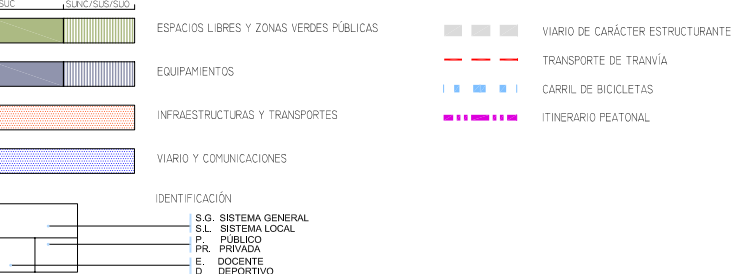 SUC
SUNC/SUS/SUO
ESPACIOS LIBRES Y ZONAS VERDES PÚBLICAS
EQUIPAMIENTOS
INFRAESTRUCTURAS Y TRANSPORTES
VIARIO Y COMUNICACIONES
IDENTIFICACIÓN
S.G. SISTEMA GENERAL
S.L. SISTEMA LOCAL
P. PÚBLICO
PR. PRIVADA
E. DOCENTE
D. DEPORTIVO
VIARIO DE CARÁCTER ESTRUCTURANTE
TRANSPORTE DE TRANVÍA
CARRIL DE BICICLETAS
ITINERARIO PEATONAL